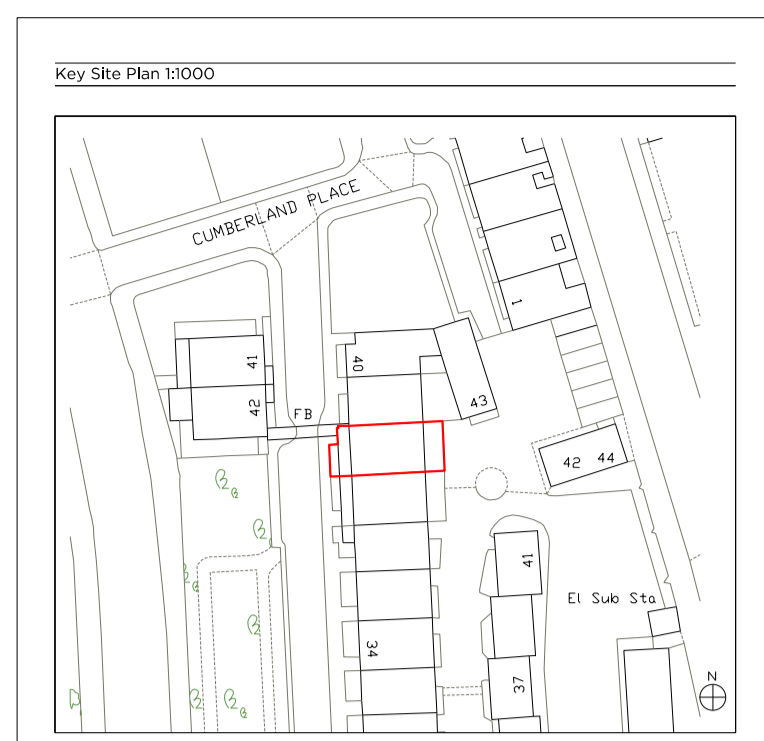 Key Site Plan 1:1000
CUMBERLAND PLACE
1
41
40
42
43
FB
42 44
41
El Sub Sta
34
37
N